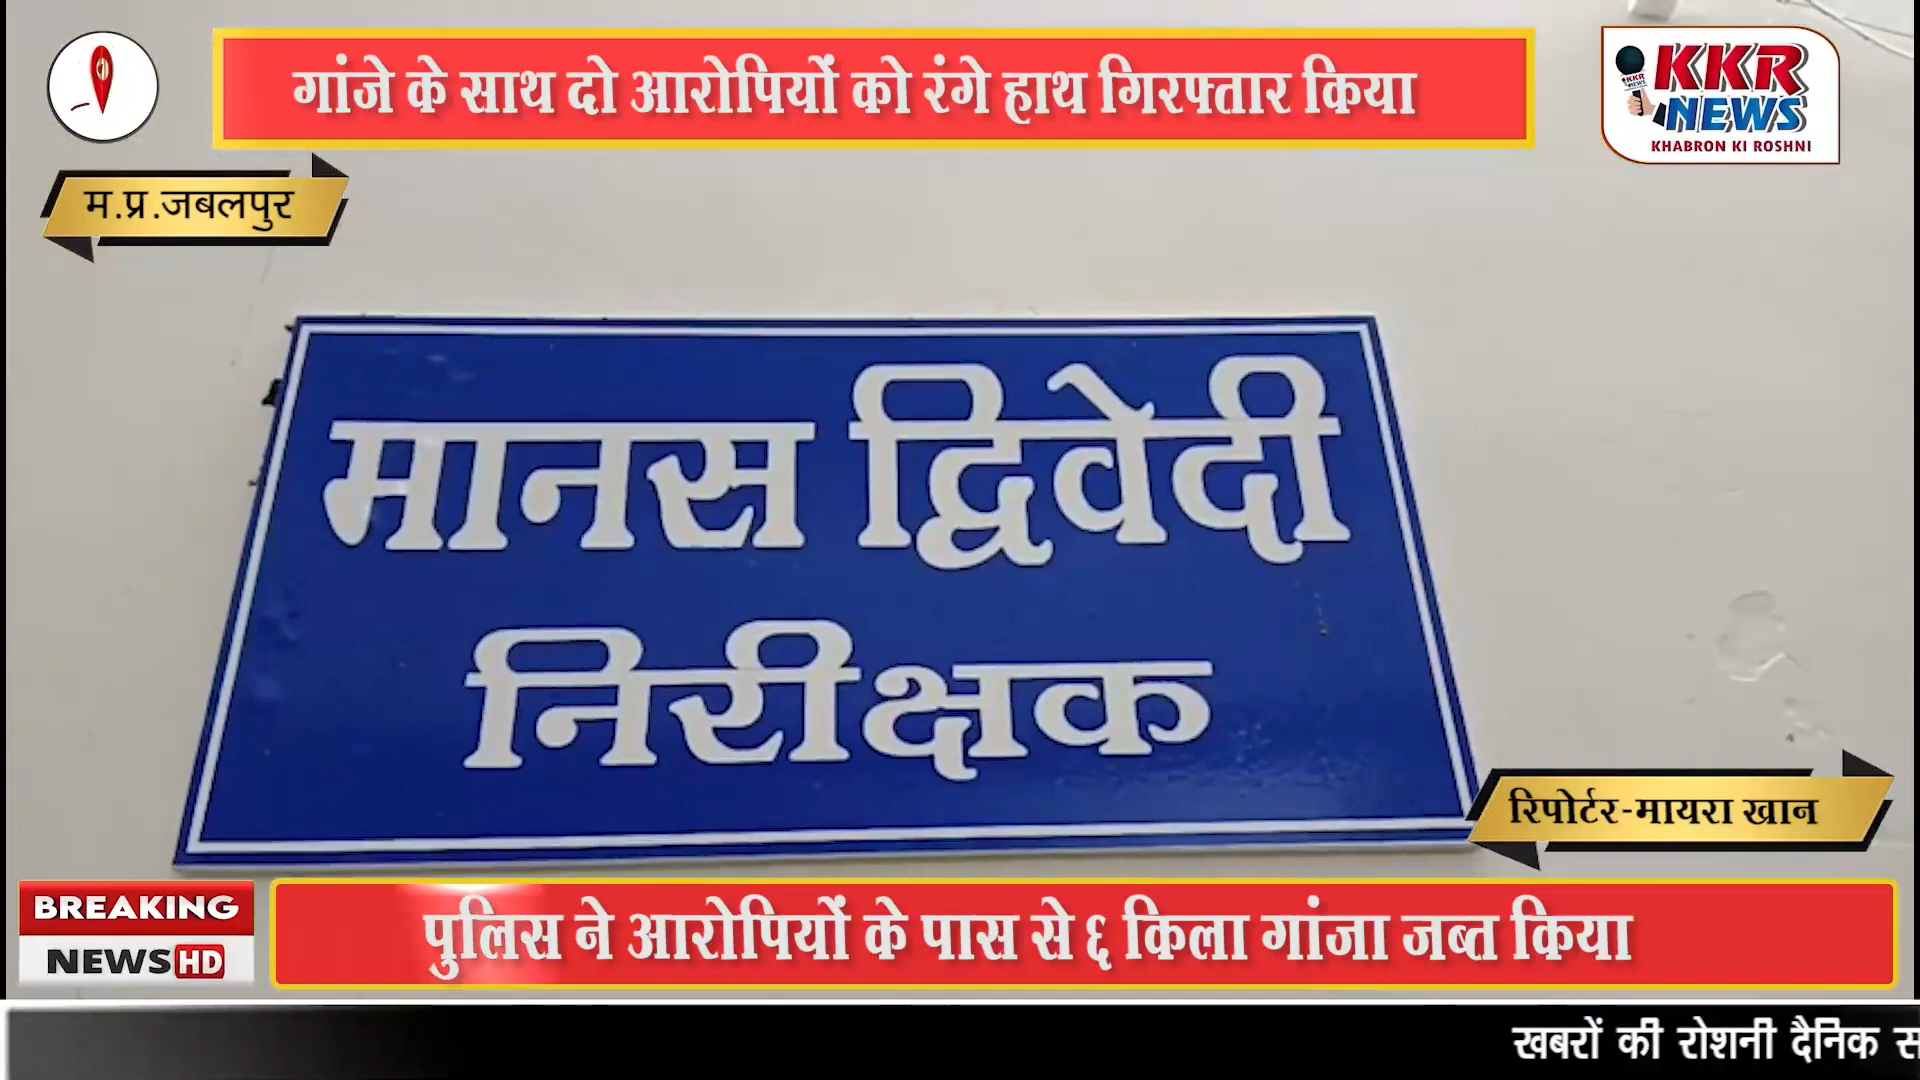 गांजे के साथ दो आरोपियों को रंगे हाथ गिरफ्तार किया
KKR
NEWS
KHABRON KI ROSHNI
म.प्र.जबलपुर
मानस द्विवेदी
निरीक्षक
रिपोर्टर-मायरा खान
BREAKING
NEWS HD
पुलिस ने आरोपियों के पास से ६ किला गांजा जब्त किया
खबरों की रोशनी दैनिक